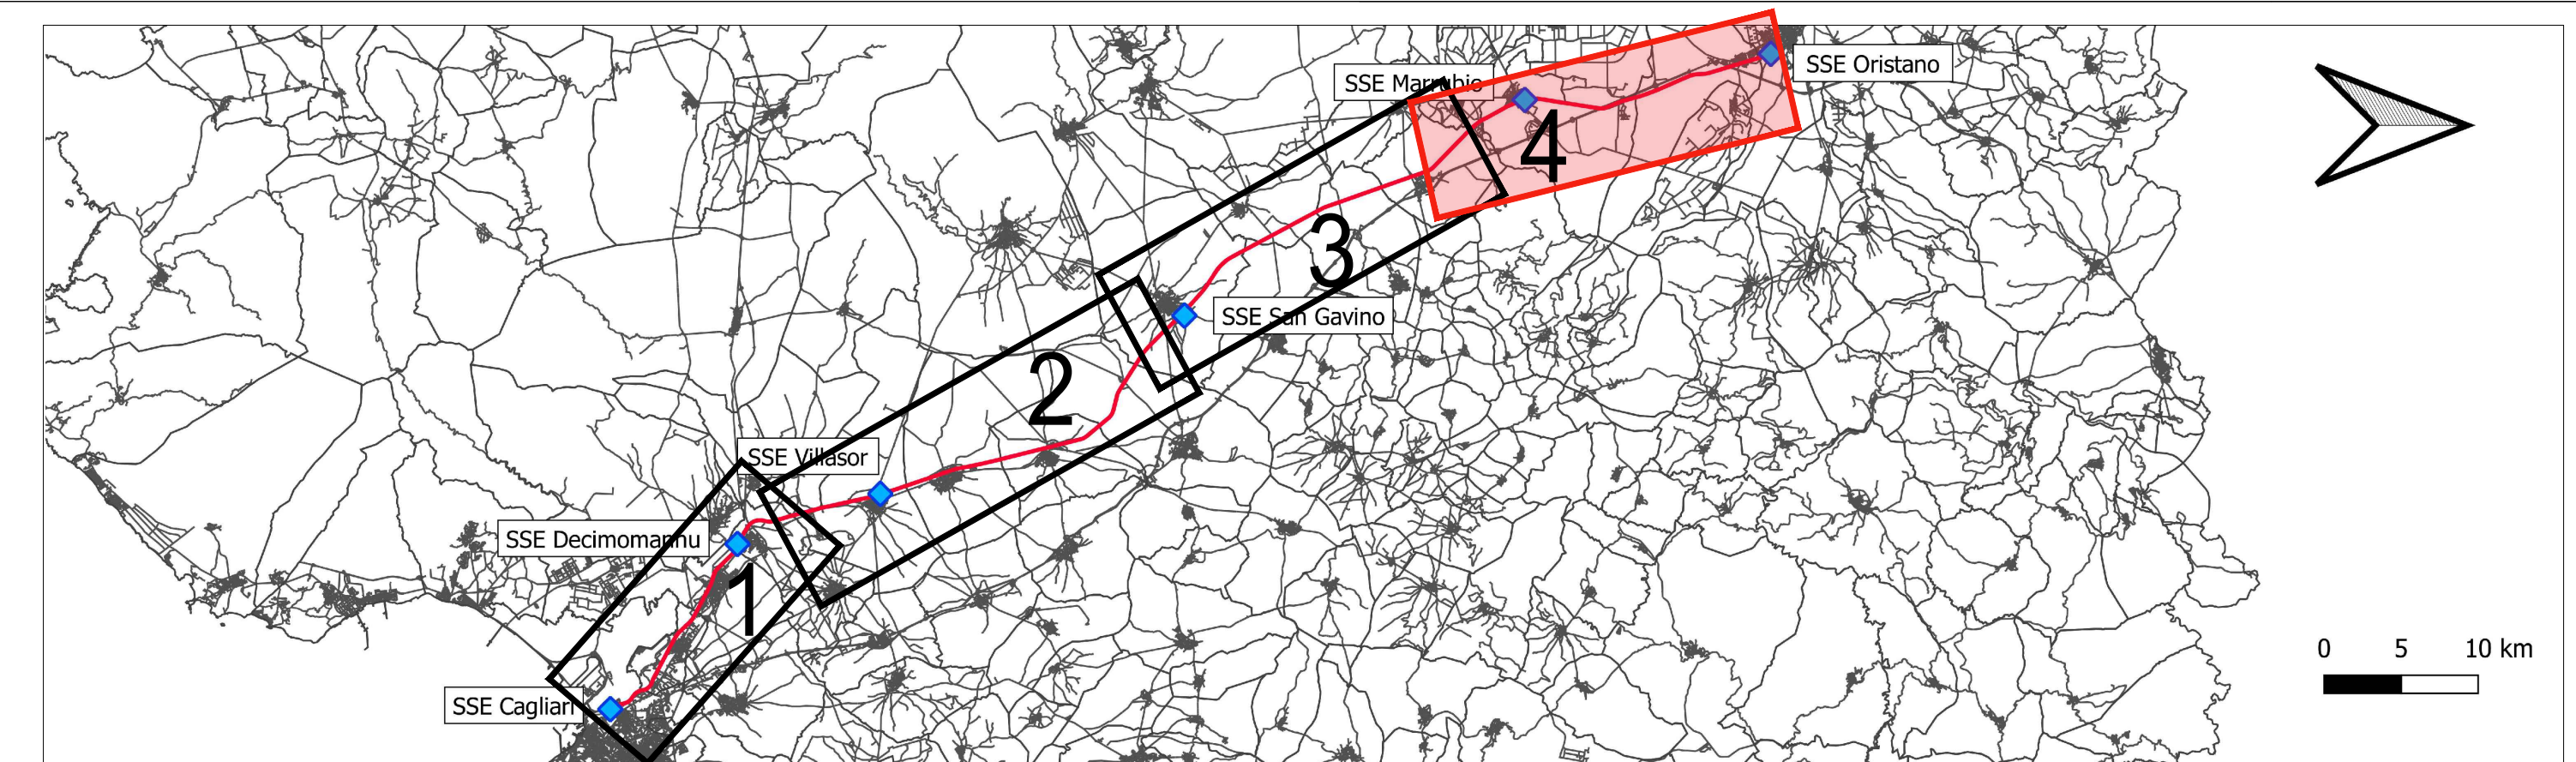 SSE Oristano
SSE Marrubio
4
3
SSE San Gavino
2
SSE Villasor
SSE Decimomannu
1
SSE Cagliari
0 5 10 km